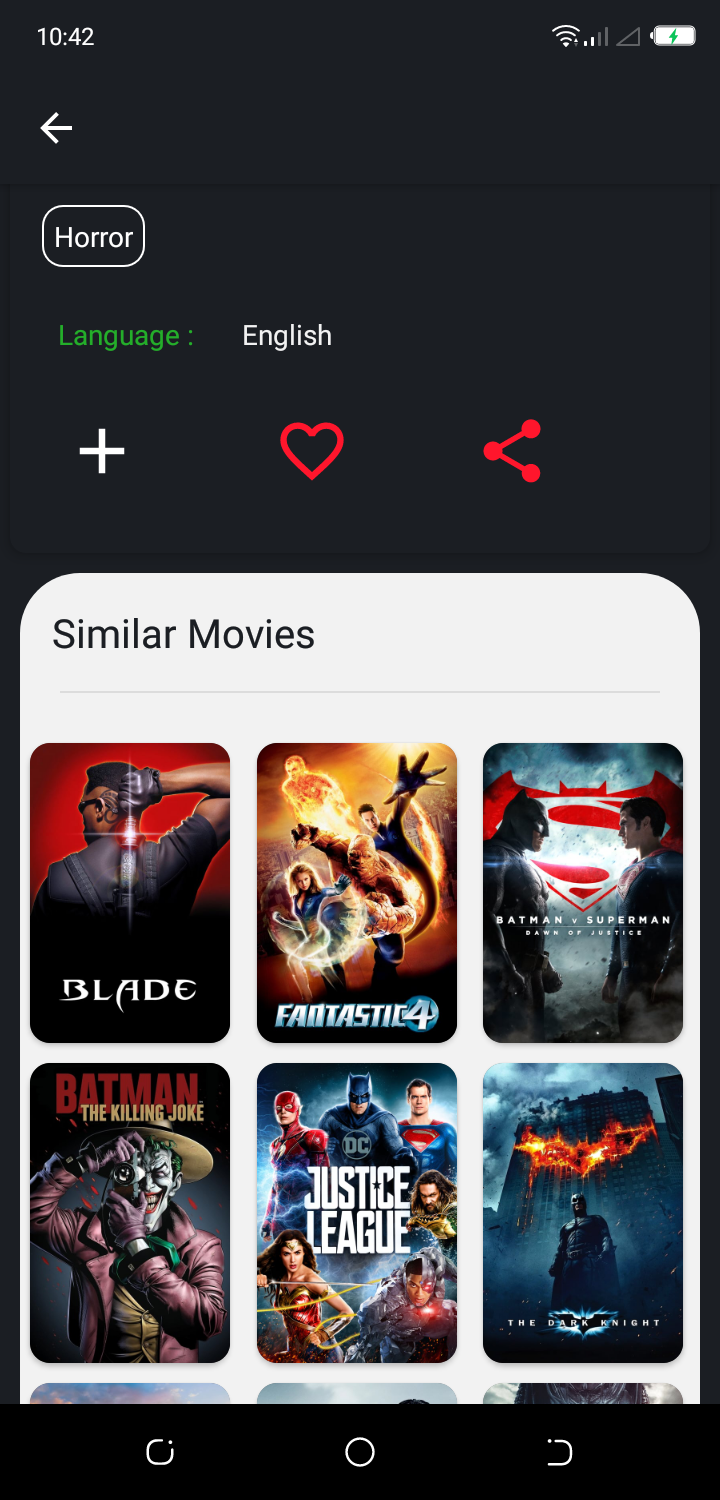 10:42
Horror
Language : English
Similar Movies
BLADE
FANTASTIC 4
BATMAN v SUPERMAN
DAWN OF JUSTICE
BATMAN
THE KILLING JOKE
DC
JUSTICE
LEAGUE
THE DARK KNIGHT